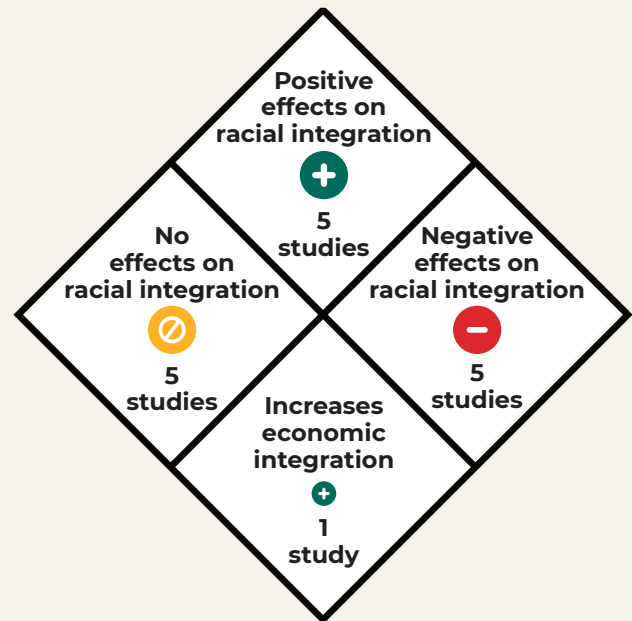 Positive
effects on
racial integration
5
studies
No
effects on
racial integration
5
studies
Negative
effects on
racial integration
5
studies
Increases
economic
integration
1
study